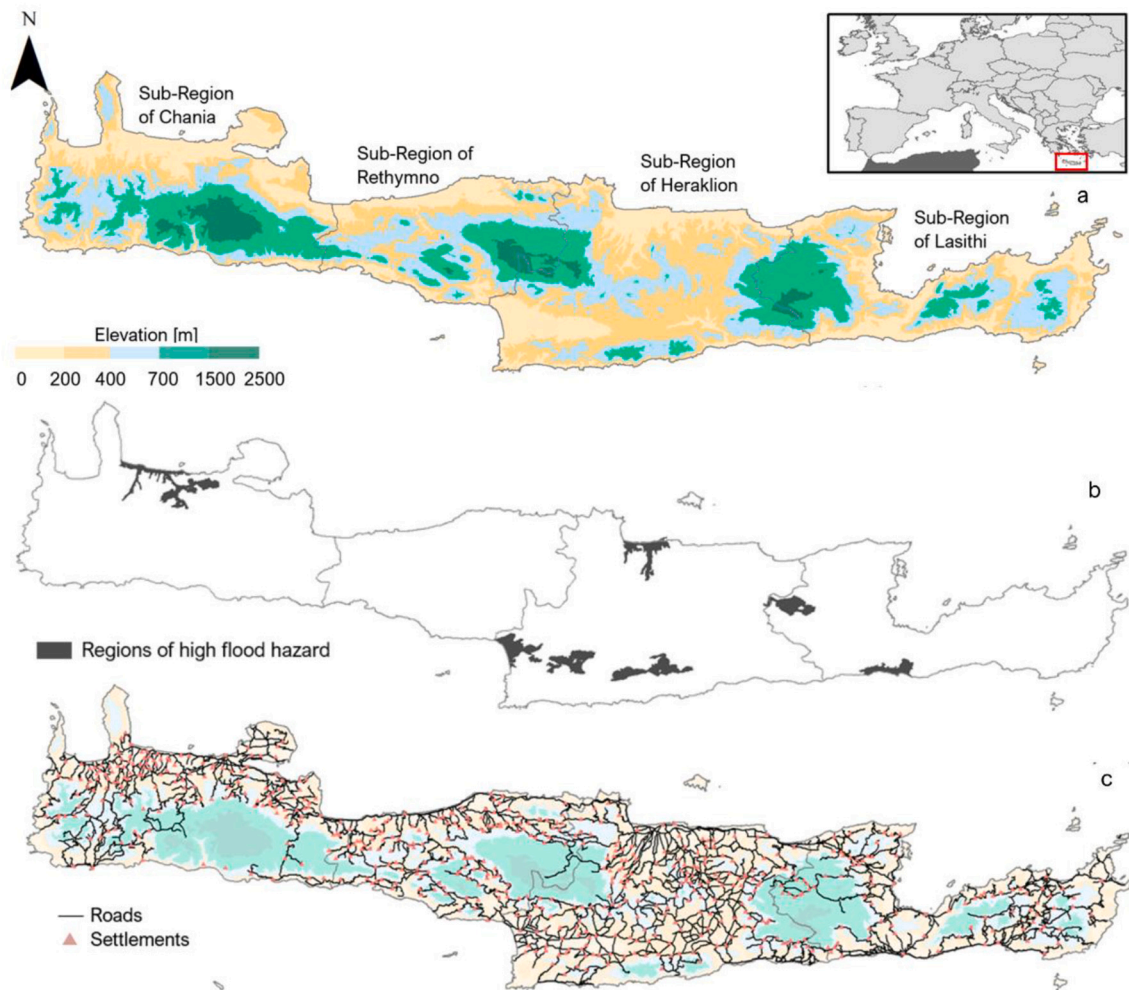 N
Sub-Region
of Chania
Sub-Region of
Rethymno
Sub-Region
of Heraklion
Sub-Region
of Lasithi
a
Elevation [m]
0 200 400 700 1500 2500
b
Regions of high flood hazard
c
Roads
Settlements